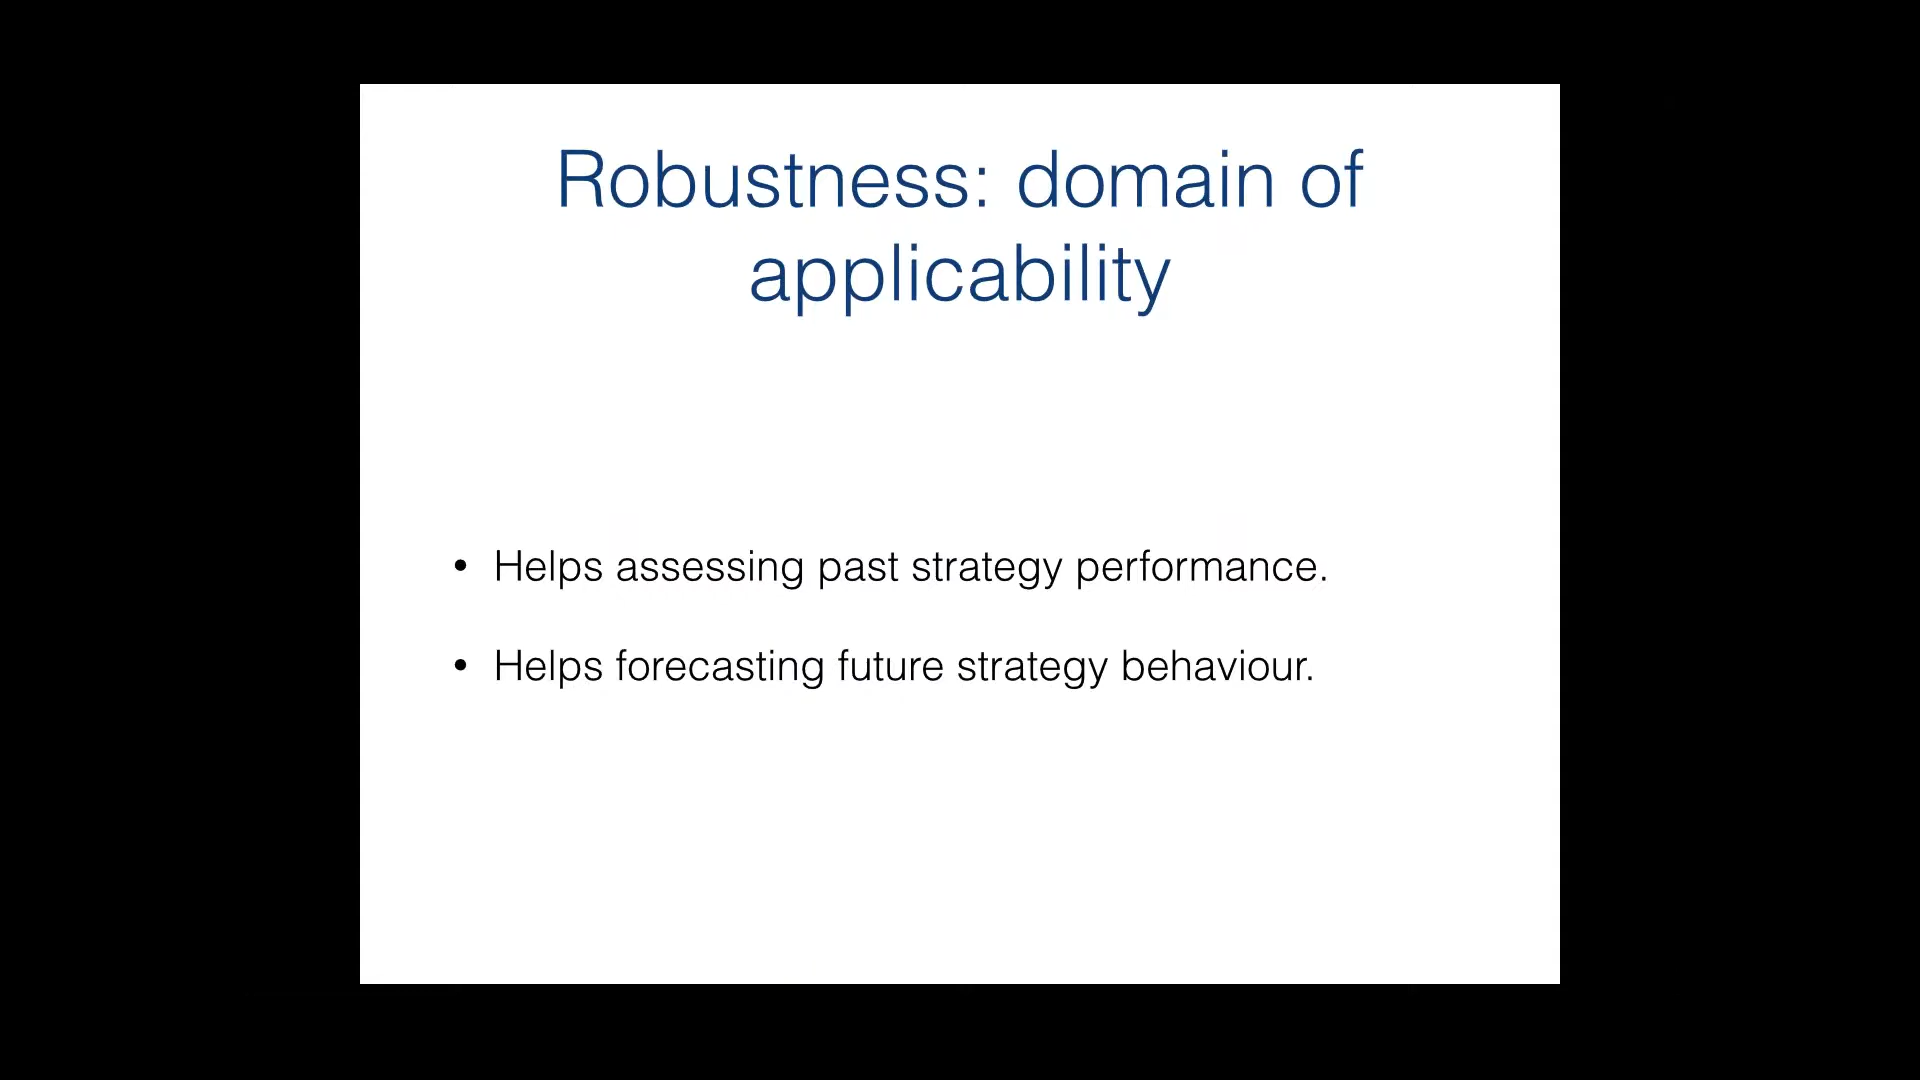 Robustness: domain of
applicability
• Helps assessing past strategy performance.
• Helps forecasting future strategy behaviour.